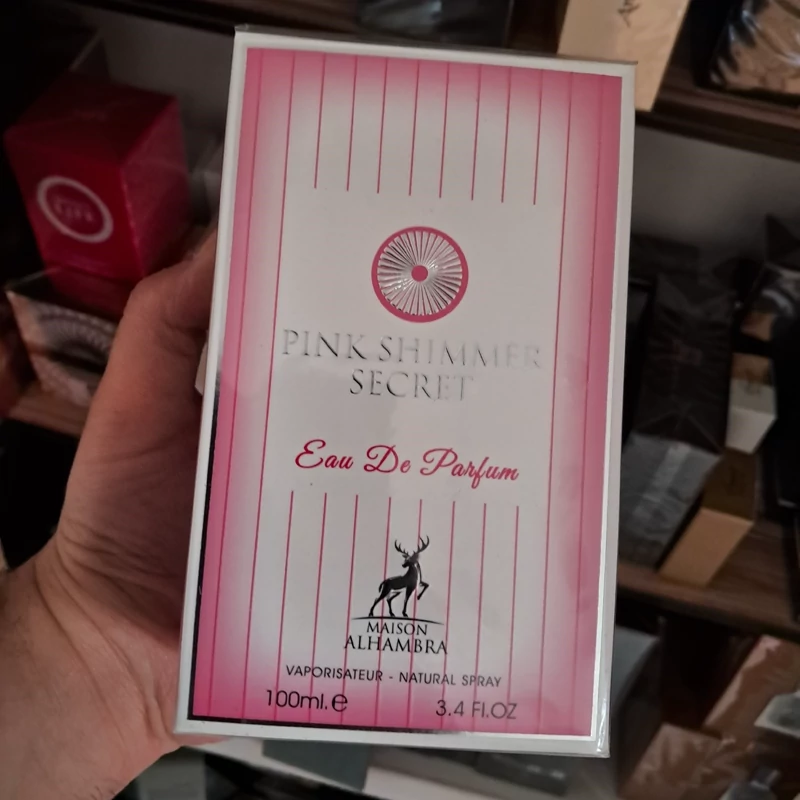 PINK SHIMMER
SECRET
Eau De Parfum
MAISON
ALHAMBRA
VAPORISATEUR - NATURAL SPRAY
100ml. e 3.4 Fl.OZ